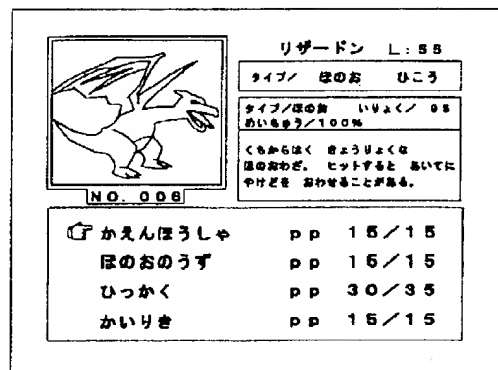 リザードン L:55
タイプ/ ほのお ひこう
タイプ/ほのお いりょく/ 95
めいちゅう/100%
くちからはく きょうりょくな
ほのおわざ。 ヒットすると あいてに
やけどを おわせることがある。
NO. 006
かえんほうしゃ pp 15/15
ほのおのうず pp 15/15
ひっかく pp 30/35
かいりき pp 15/15